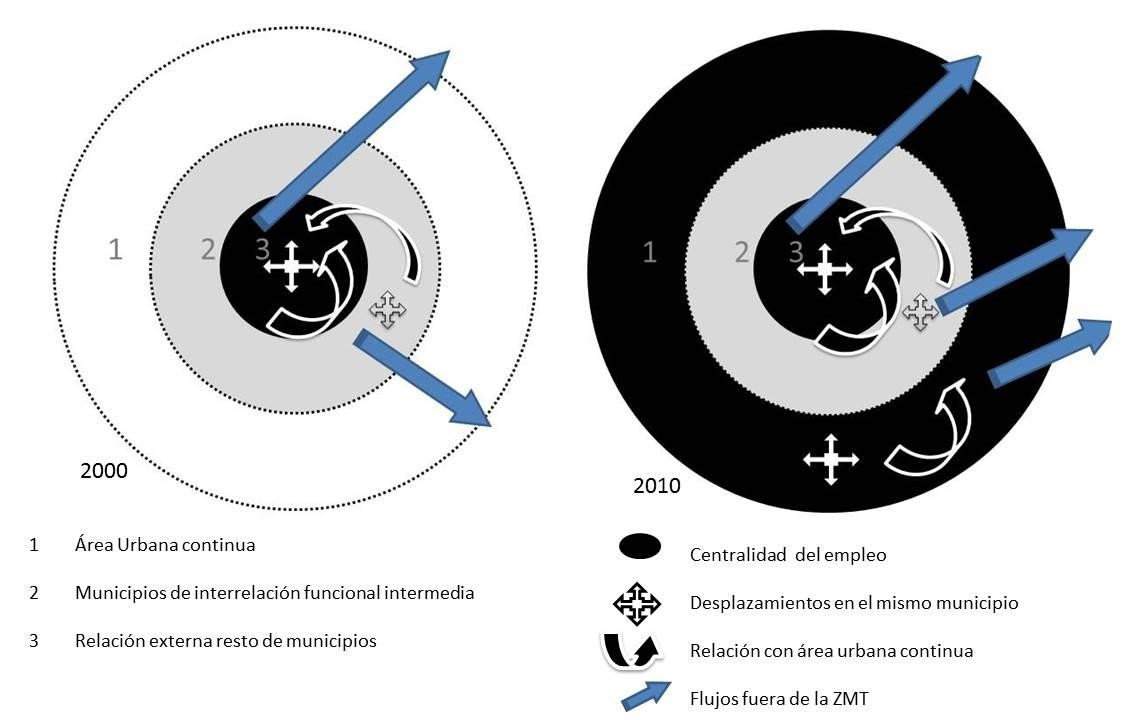 1 2 3
1 2 3
2000
2010
1 Área Urbana continua
2 Municipios de interrelación funcional intermedia
3 Relación externa resto de municipios
Centralidad del empleo
Desplazamientos en el mismo municipio
Relación con área urbana continua
Flujos fuera de la ZMT